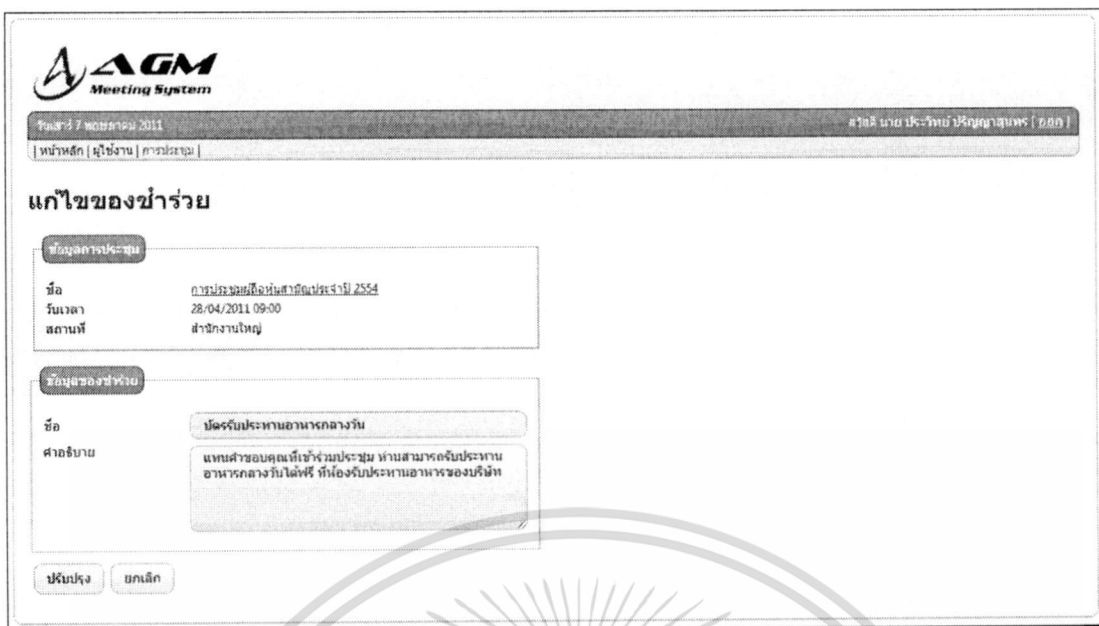 AGM
Meeting System
วันเสาร์ 7 พฤษภาคม 2011
สวัสดี นาย ประวิทย์ ปริญญาสุนทร [ ออก ]
| หน้าหลัก | ผู้ใช้งาน | การประชุม |
แก้ไขของชำร่วย
ข้อมูลการประชุม
ชื่อ การประชุมผู้ถือหุ้นสามัญประจำปี 2554
วันเวลา 28/04/2011 09:00
สถานที่ สำนักงานใหญ่
ข้อมูลของชำร่วย
ชื่อ บัตรรับประทานอาหารกลางวัน
คำอธิบาย แทนคำขอบคุณที่เข้าร่วมประชุม ท่านสามารถรับประทาน
อาหารกลางวันได้ฟรี ที่ห้องรับประทานอาหารของบริษัท
ปรับปรุง ยกเลิก